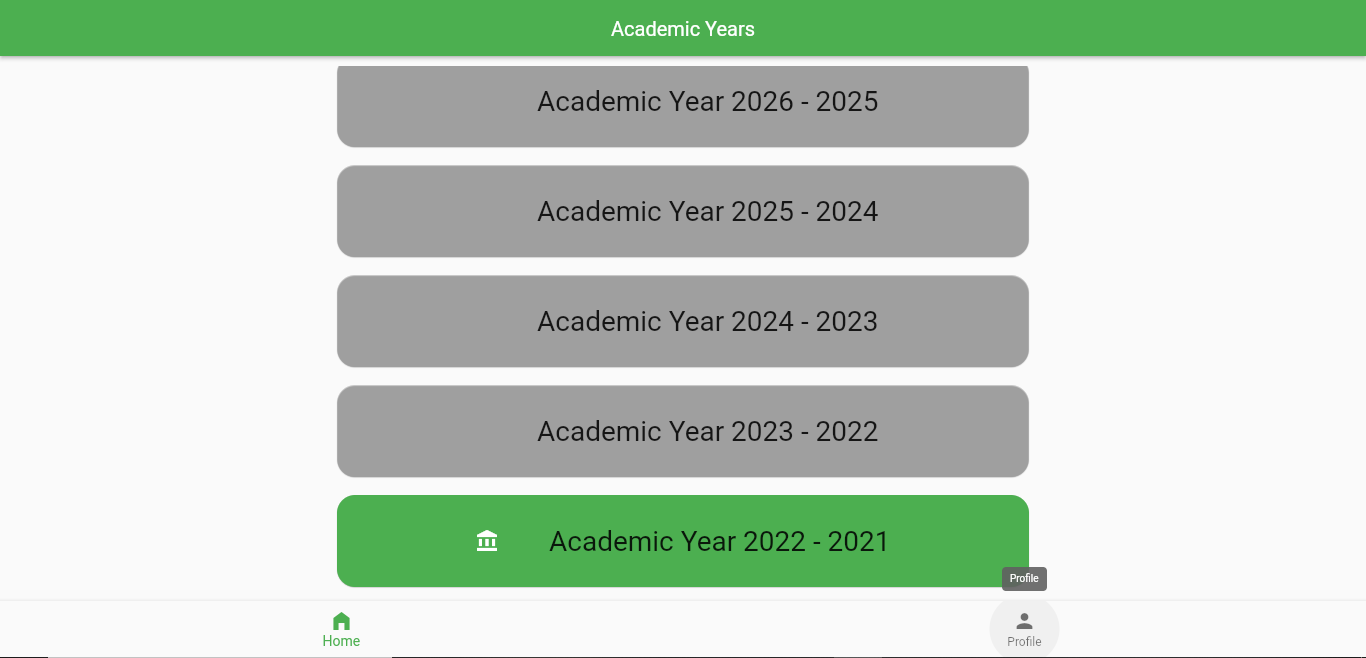 Academic Years
Academic Year 2026 - 2025
Academic Year 2025 - 2024
Academic Year 2024 - 2023
Academic Year 2023 - 2022
Academic Year 2022 - 2021
Profile
Home
Profile